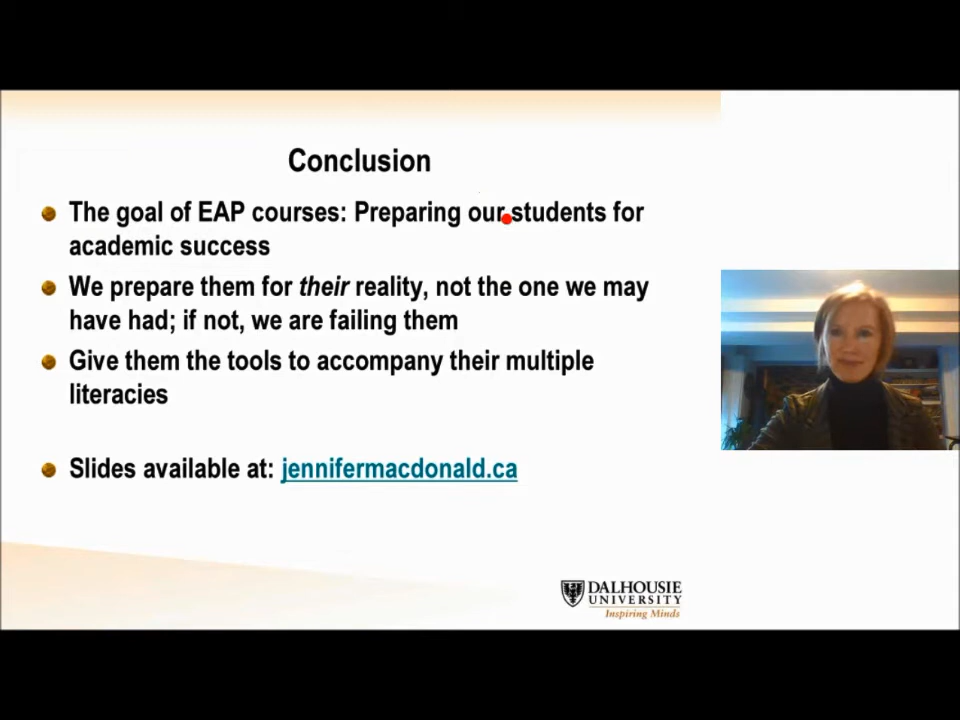 Conclusion
The goal of EAP courses: Preparing our students for
academic success
We prepare them for their reality, not the one we may
have had; if not, we are failing them
Give them the tools to accompany their multiple
literacies
Slides available at: jennifermacdonald.ca
DALHOUSIE
UNIVERSITY
Inspiring Minds